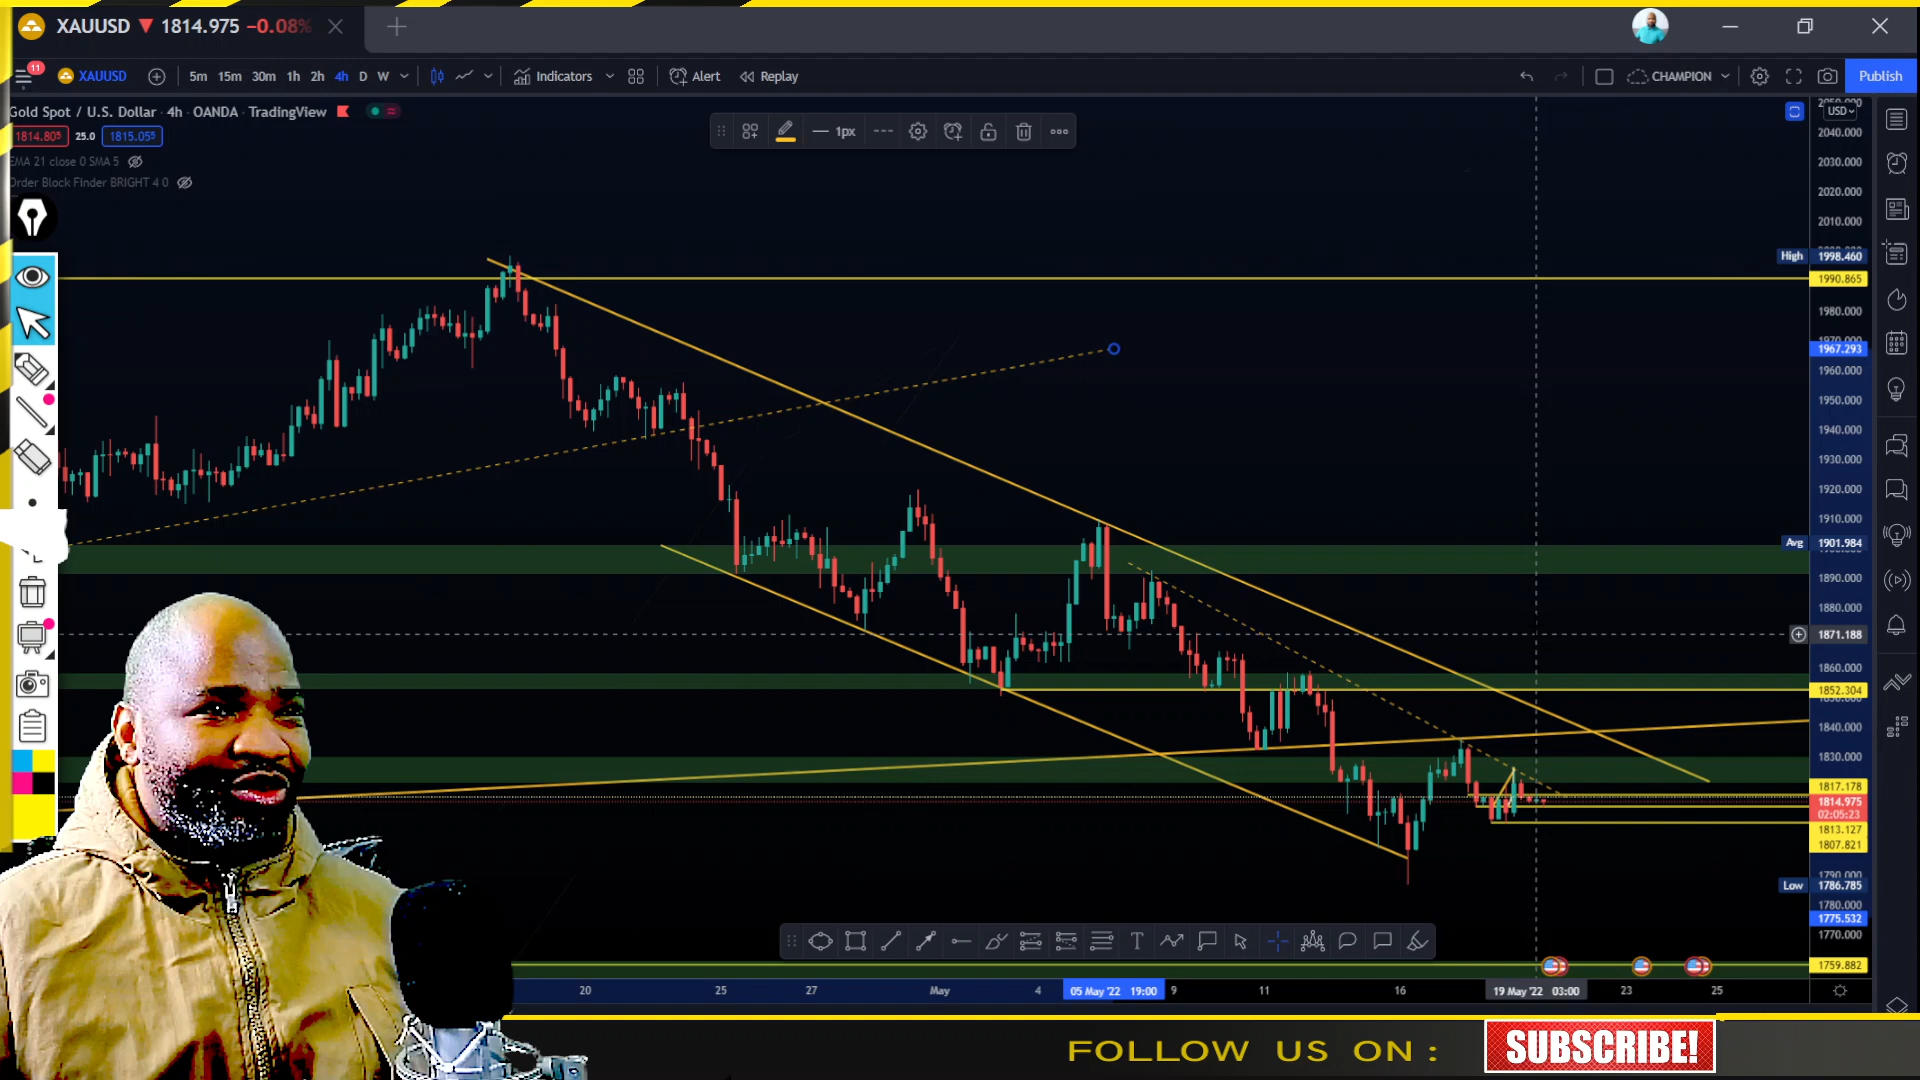 XAUUSD ▼ 1814.975 −0.08%
11
XAUUSD 5m 15m 30m 1h 2h 4h D W Indicators Alert Replay CHAMPION Publish
Gold Spot / U.S. Dollar · 4h · OANDA · TradingView
1814.805 25.0 1815.055
EMA 21 close 0 SMA 5
Order Block Finder BRIGHT 4 0
1px
USD
2040.000
2030.000
2020.000
2010.000
High 1998.460
1990.865
1980.000
1967.293
1960.000
1950.000
1940.000
1930.000
1920.000
1910.000
Avg 1901.984
1890.000
1880.000
1871.188
1860.000
1852.304
1840.000
1830.000
1817.178
1814.975
02:05:23
1813.127
1807.821
1790.000
Low 1786.785
1780.000
1775.532
1770.000
1759.882
T
20 25 27 May 4 05 May '22 19:00 9 11 16 19 May '22 03:00 23 25
FOLLOW US ON :
SUBSCRIBE!